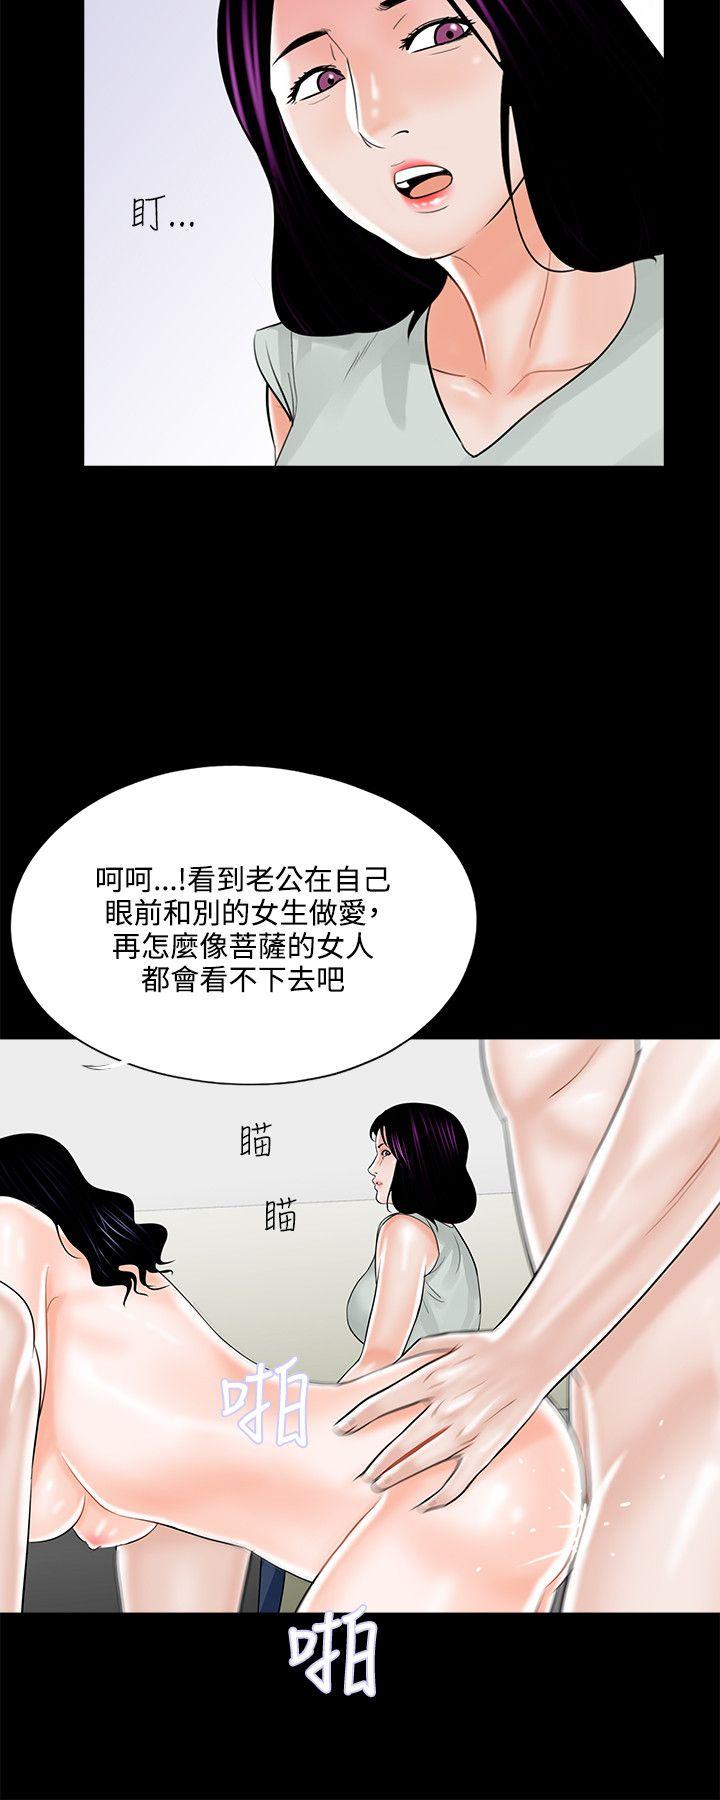 盯...
呵呵...!看到老公在自己
眼前和別的女生做愛，
再怎麼像菩薩的女人
都會看不下去吧
瞄
瞄
啪
啪